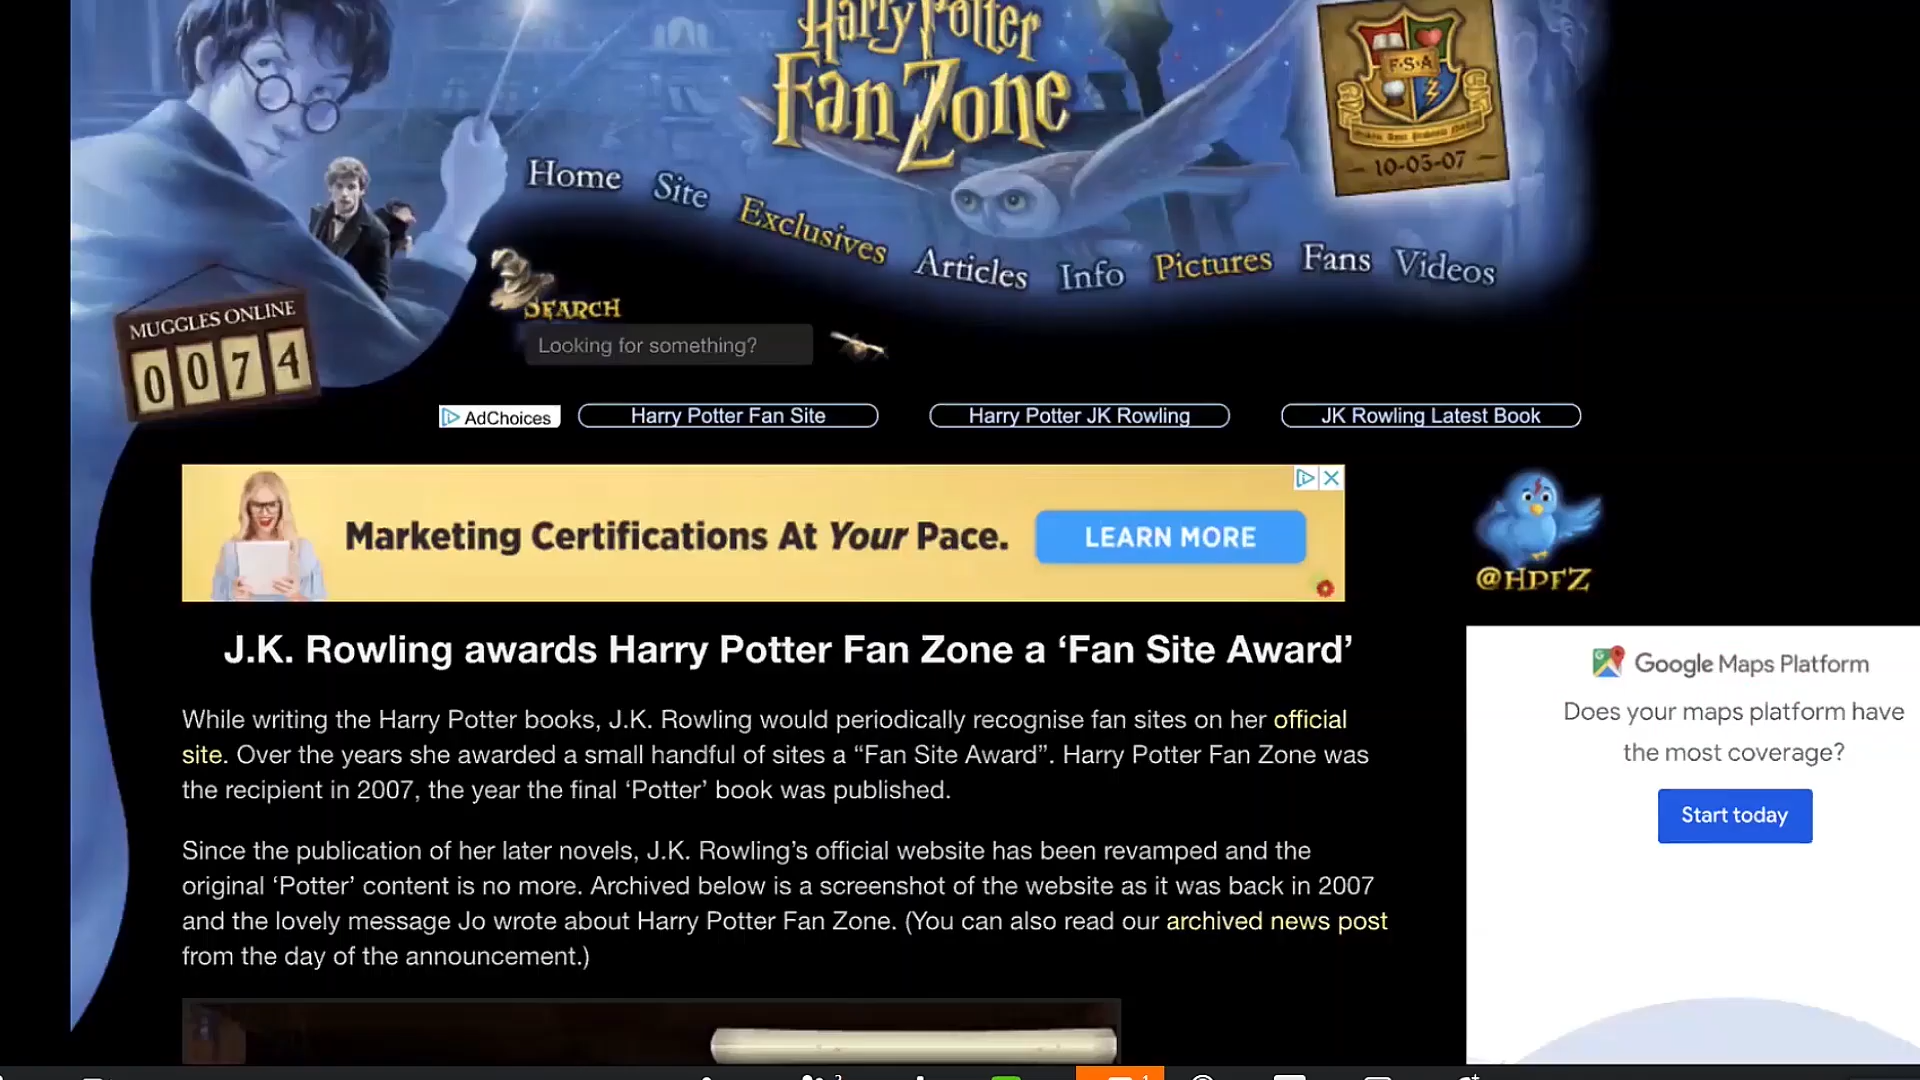 Harry Potter
Fan Zone
F·S·A
10-05-07
Home
Site
Exclusives
Articles
Info
Pictures
Fans
Videos
SEARCH
Looking for something?
MUGGLES ONLINE
0074
AdChoices
Harry Potter Fan Site
Harry Potter JK Rowling
JK Rowling Latest Book
Marketing Certifications At Your Pace.
LEARN MORE
@HPFZ
J.K. Rowling awards Harry Potter Fan Zone a ‘Fan Site Award’
While writing the Harry Potter books, J.K. Rowling would periodically recognise fan sites on her official
site. Over the years she awarded a small handful of sites a “Fan Site Award”. Harry Potter Fan Zone was
the recipient in 2007, the year the final ‘Potter’ book was published.
Since the publication of her later novels, J.K. Rowling’s official website has been revamped and the
original ‘Potter’ content is no more. Archived below is a screenshot of the website as it was back in 2007
and the lovely message Jo wrote about Harry Potter Fan Zone. (You can also read our archived news post
from the day of the announcement.)
Google Maps Platform
Does your maps platform have
the most coverage?
Start today